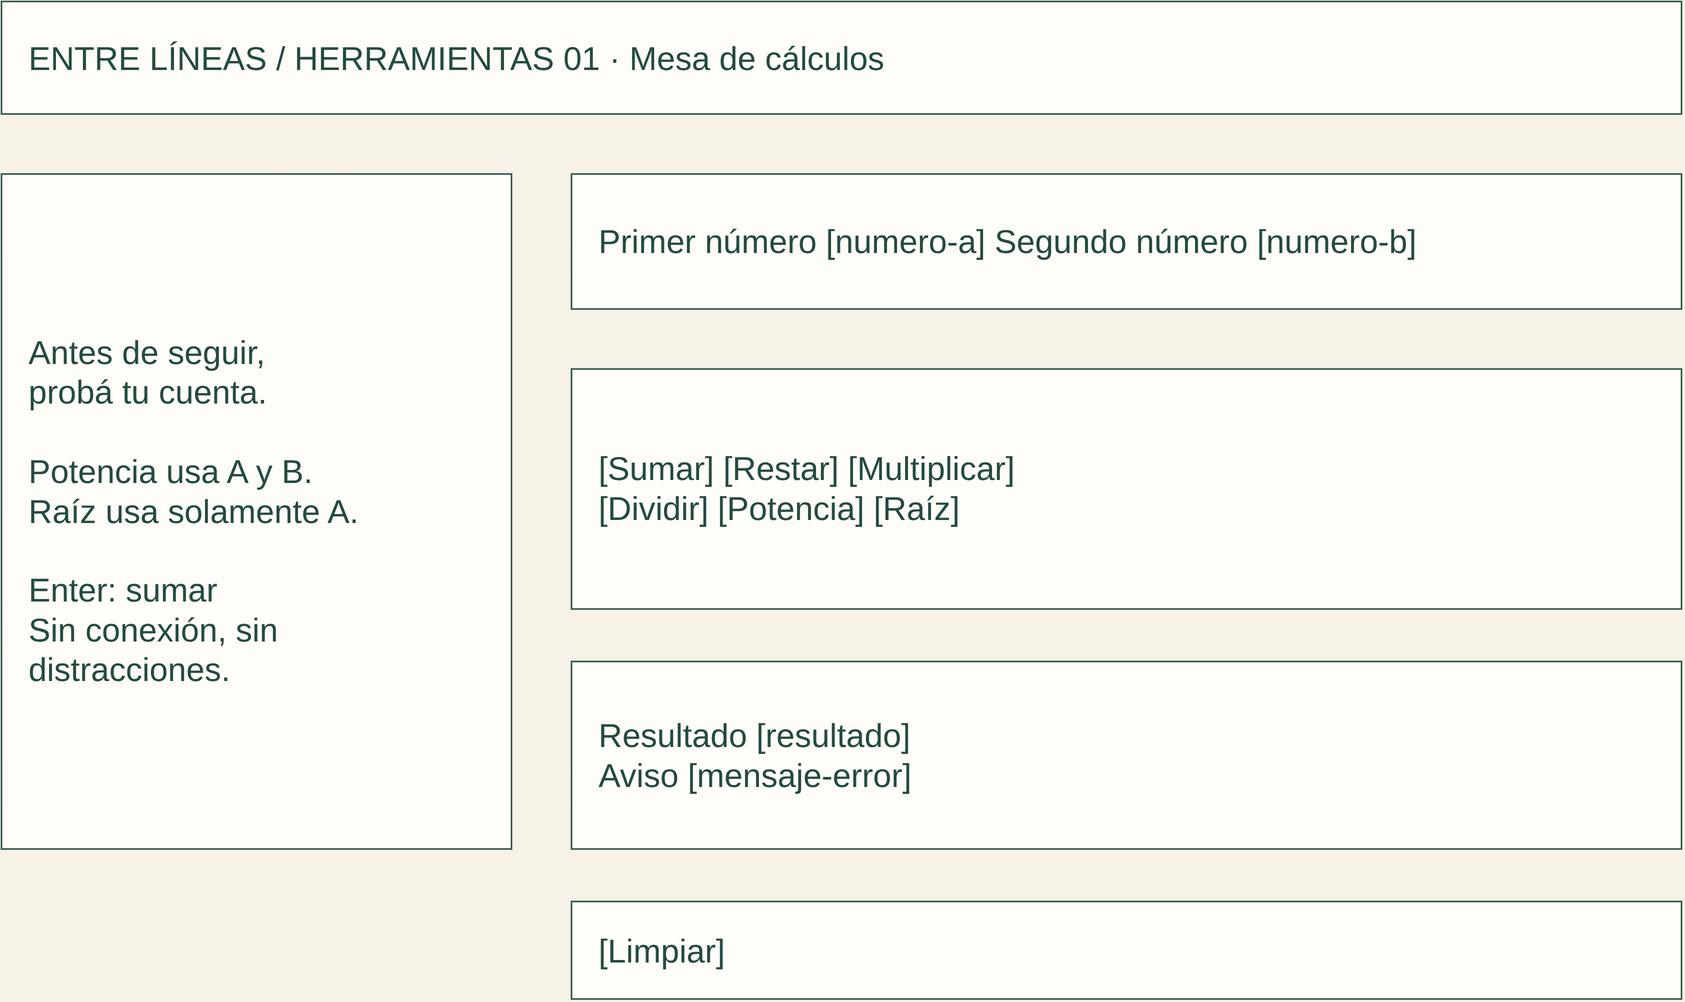 ENTRE LÍNEAS / HERRAMIENTAS 01 · Mesa de cálculos
Antes de seguir,
probá tu cuenta.
Potencia usa A y B.
Raíz usa solamente A.
Enter: sumar
Sin conexión, sin
distracciones.
Primer número [numero-a] Segundo número [numero-b]
[Sumar] [Restar] [Multiplicar]
[Dividir] [Potencia] [Raíz]
Resultado [resultado]
Aviso [mensaje-error]
[Limpiar]